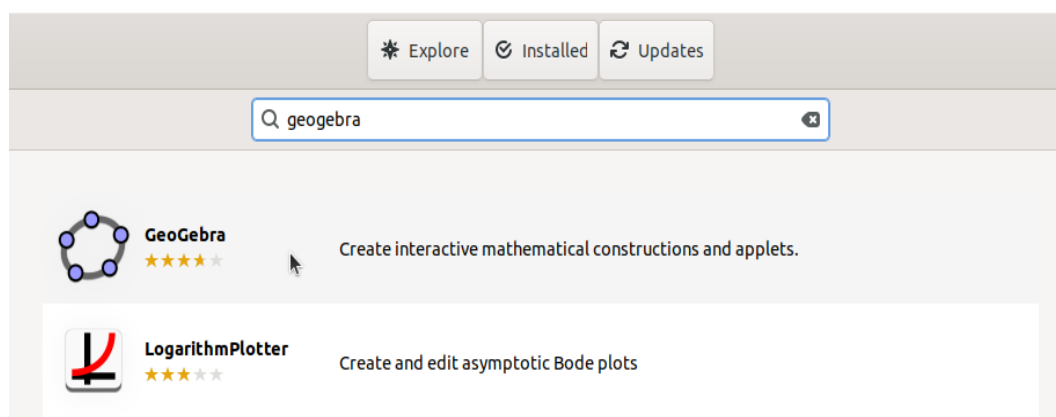 Explore Installed Updates
geogebra
GeoGebra
Create interactive mathematical constructions and applets.
LogarithmPlotter
Create and edit asymptotic Bode plots